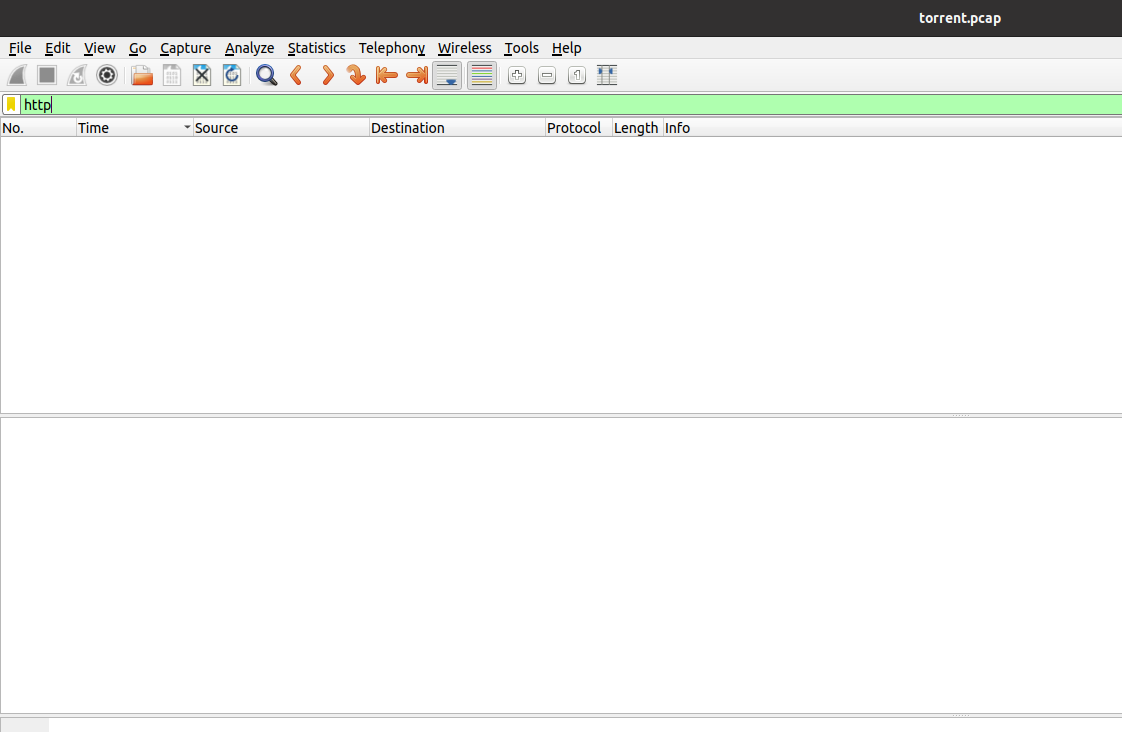 torrent.pcap
File Edit View Go Capture Analyze Statistics Telephony Wireless Tools Help
http
No. Time Source Destination Protocol Length Info